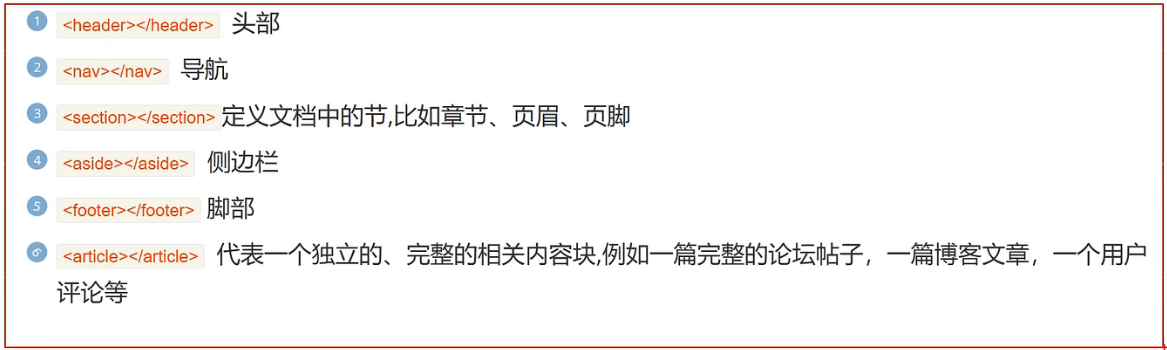 1 <header></header> 头部
2 <nav></nav> 导航
3 <section></section>定义文档中的节,比如章节、页眉、页脚
4 <aside></aside> 侧边栏
5 <footer></footer> 脚部
6 <article></article> 代表一个独立的、完整的相关内容块,例如一篇完整的论坛帖子，一篇博客文章，一个用户
评论等